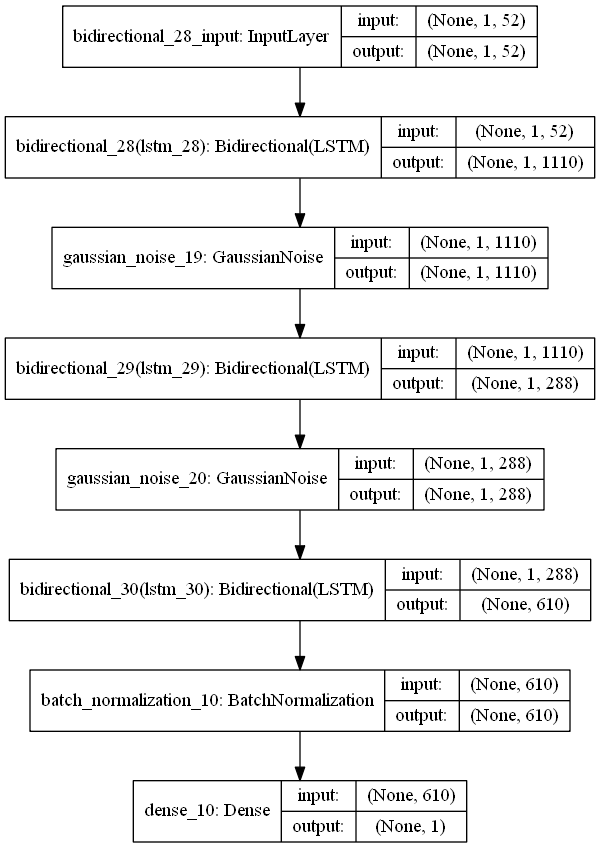 bidirectional_28_input: InputLayer
input: (None, 1, 52)
output: (None, 1, 52)
bidirectional_28(lstm_28): Bidirectional(LSTM)
input: (None, 1, 52)
output: (None, 1, 1110)
gaussian_noise_19: GaussianNoise
input: (None, 1, 1110)
output: (None, 1, 1110)
bidirectional_29(lstm_29): Bidirectional(LSTM)
input: (None, 1, 1110)
output: (None, 1, 288)
gaussian_noise_20: GaussianNoise
input: (None, 1, 288)
output: (None, 1, 288)
bidirectional_30(lstm_30): Bidirectional(LSTM)
input: (None, 1, 288)
output: (None, 610)
batch_normalization_10: BatchNormalization
input: (None, 610)
output: (None, 610)
dense_10: Dense
input: (None, 610)
output: (None, 1)